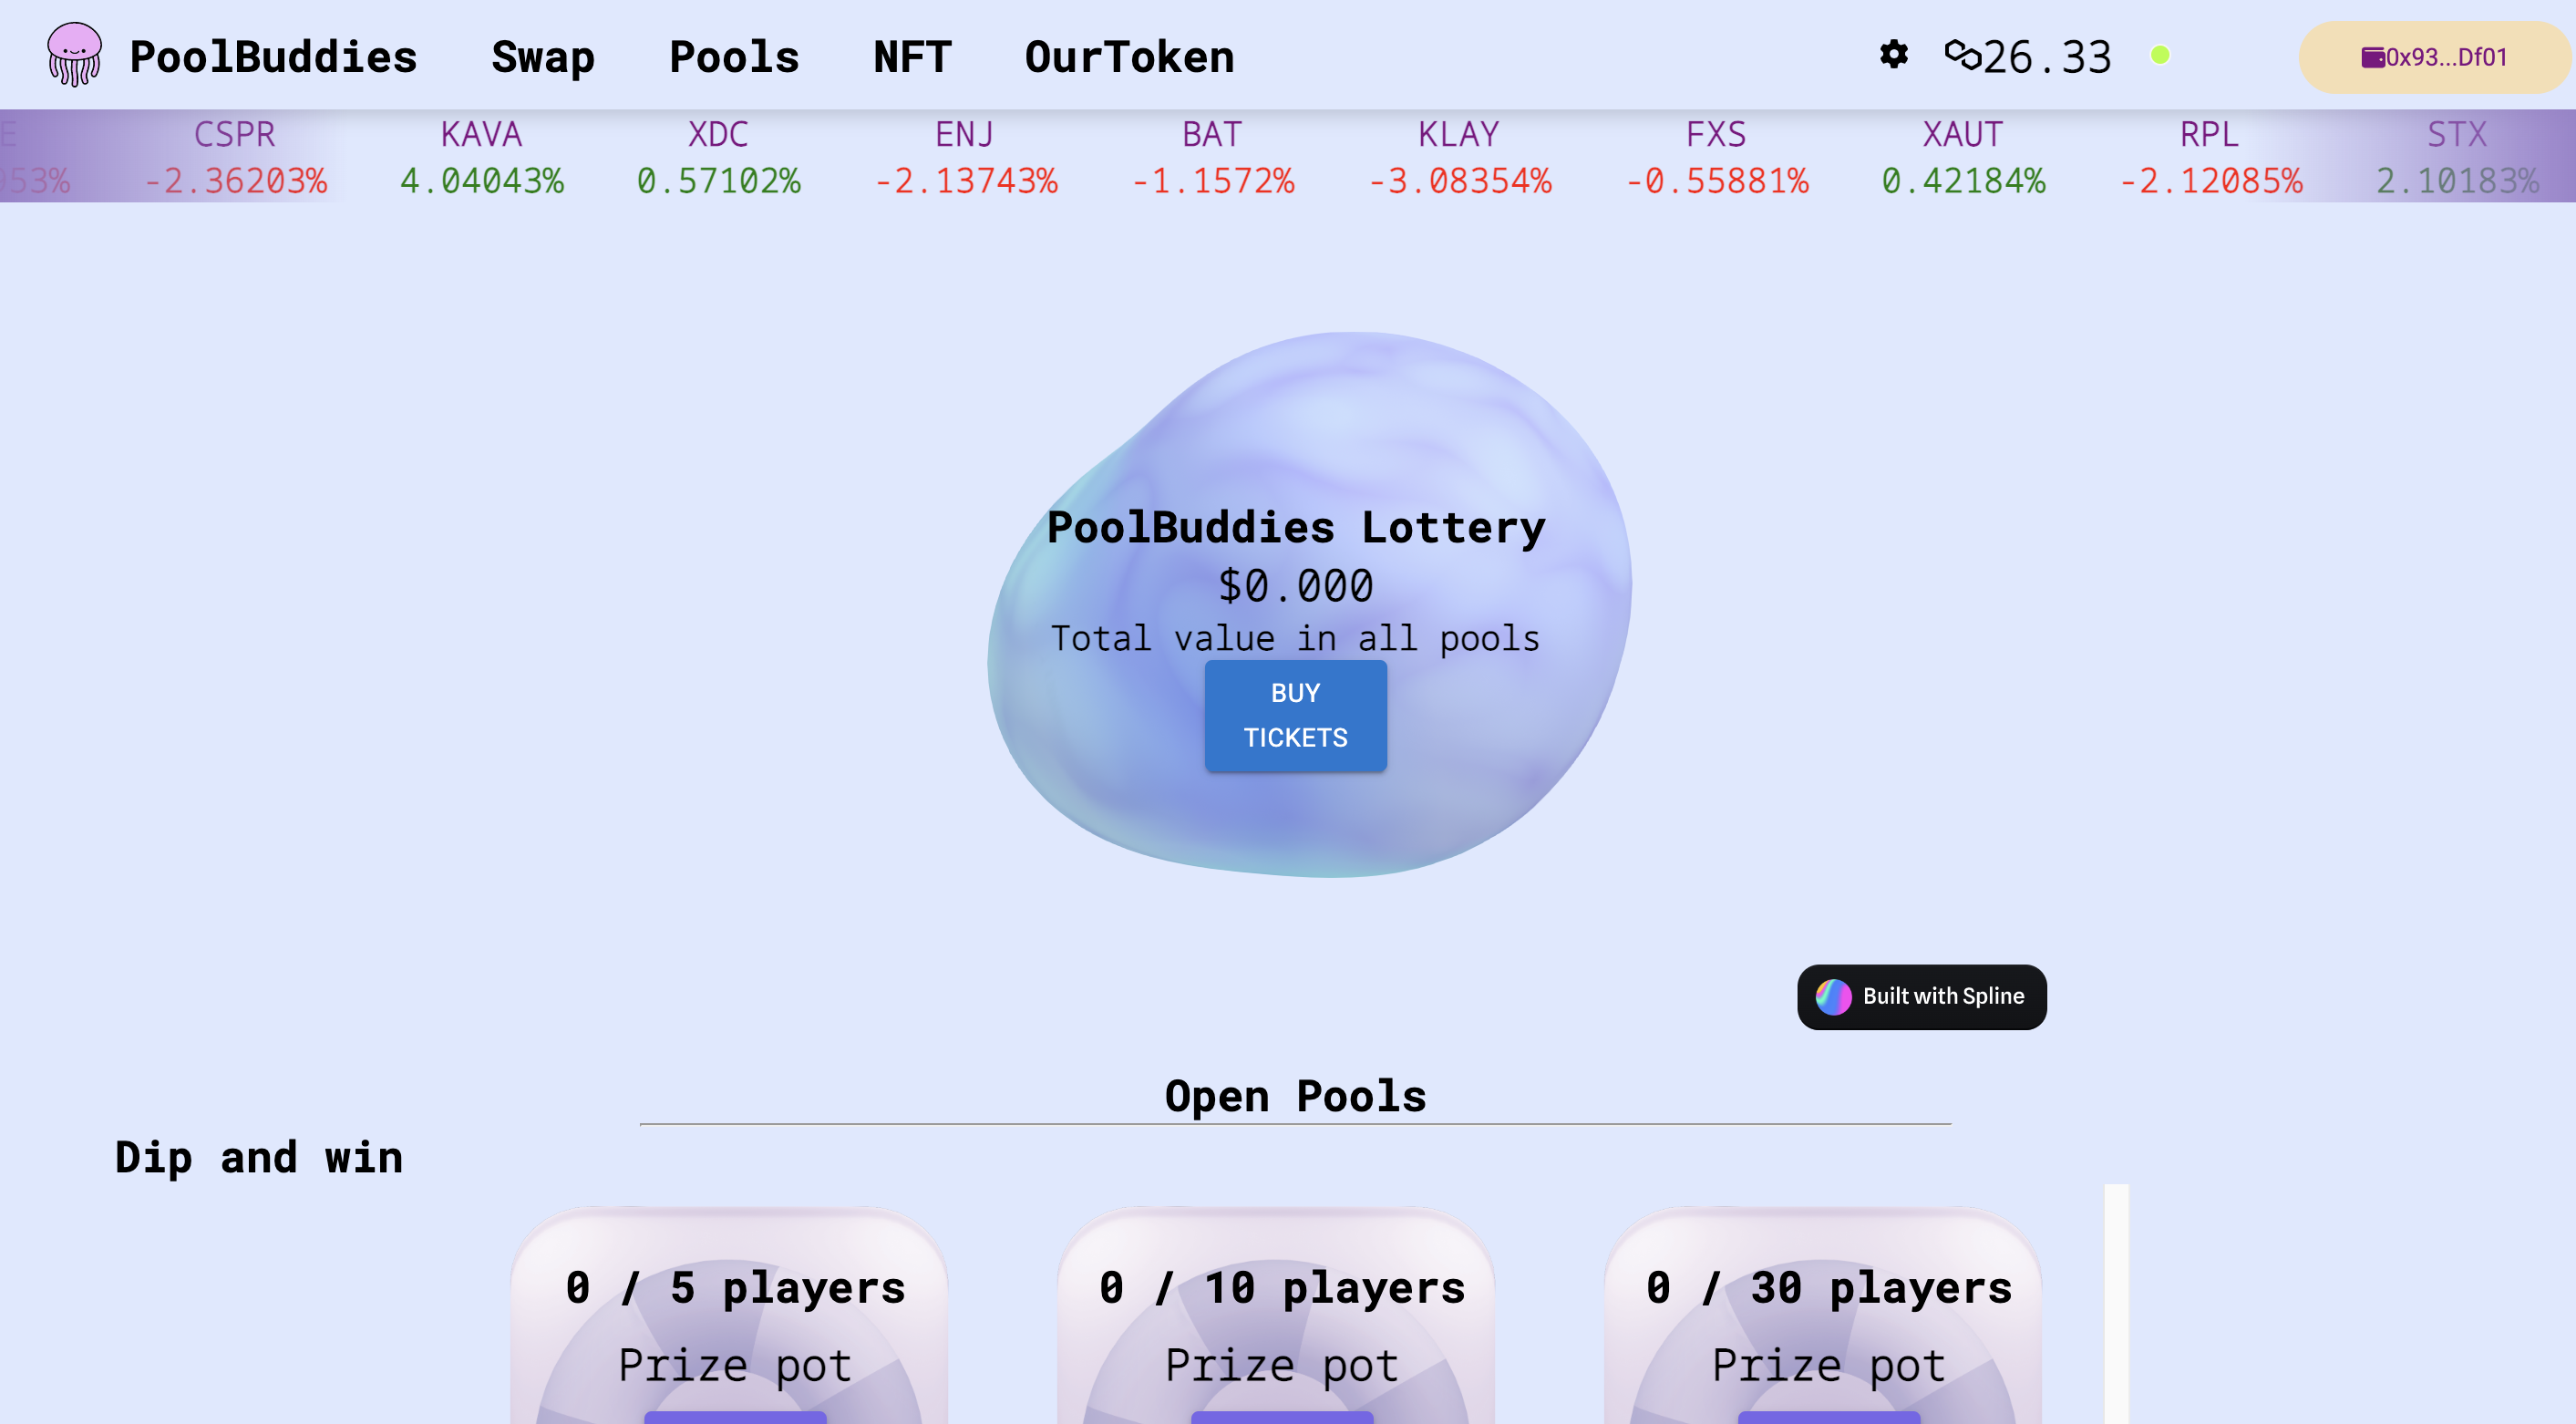 PoolBuddies Swap Pools NFT OurToken 26.33 0x93...Df01
E CSPR KAVA XDC ENJ BAT KLAY FXS XAUT RPL STX
953% -2.36203% 4.04043% 0.57102% -2.13743% -1.1572% -3.08354% -0.55881% 0.42184% -2.12085% 2.10183%
PoolBuddies Lottery
$0.000
Total value in all pools
BUY
TICKETS
Built with Spline
Open Pools
Dip and win
0 / 5 players 0 / 10 players 0 / 30 players
Prize pot Prize pot Prize pot